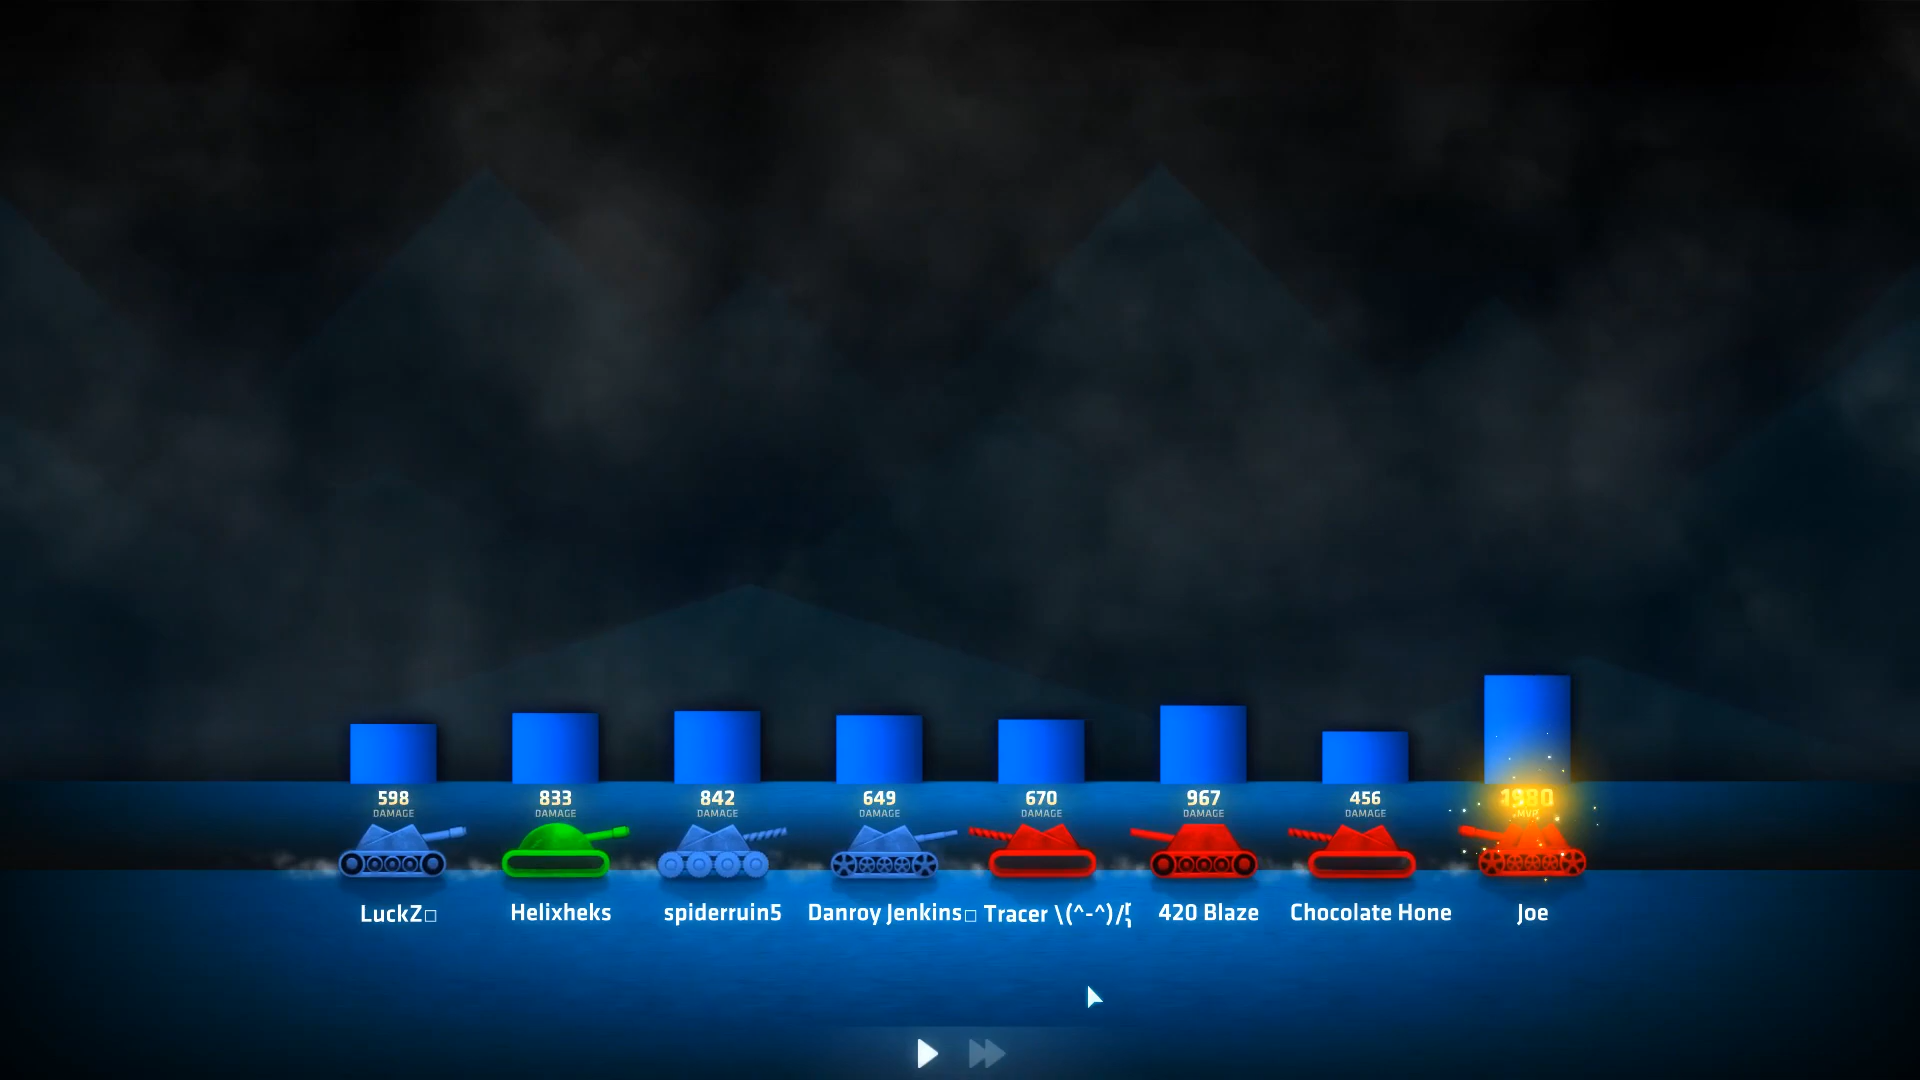 598 833 842 649 670 967 456 1980
DAMAGE DAMAGE DAMAGE DAMAGE DAMAGE DAMAGE DAMAGE MVP
LuckZ□ Helixheks spiderruin5 Danroy Jenkins□ Tracer \(^-^)/ 420 Blaze Chocolate Hone Joe